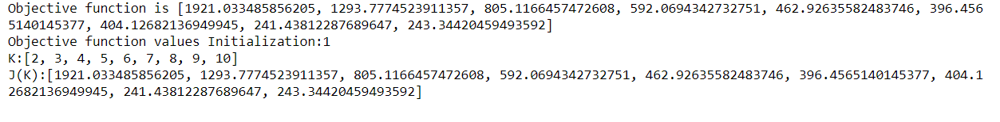 Objective function is [1921.033485856205, 1293.7774523911357, 805.1166457472608, 592.0694342732751, 462.92635582483746, 396.456
5140145377, 404.12682136949945, 241.43812287689647, 243.34420459493592]
Objective function values Initialization:1
K:[2, 3, 4, 5, 6, 7, 8, 9, 10]
J(K):[1921.033485856205, 1293.7774523911357, 805.1166457472608, 592.0694342732751, 462.92635582483746, 396.4565140145377, 404.1
2682136949945, 241.43812287689647, 243.34420459493592]